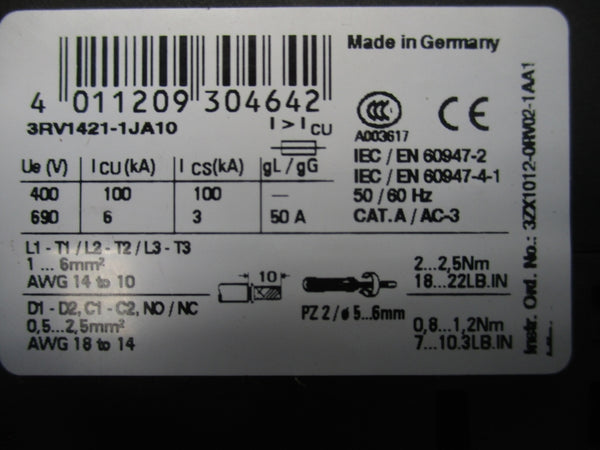 Made in Germany
4 011209 304642
3RV1421-1JA10
I > I CU
CCC
A003617
CE
Ue (V) I CU(kA) I CS(kA) gL/gG
400 100 100 —
690 6 3 50 A
IEC / EN 60947-2
IEC / EN 60947-4-1
50 / 60 Hz
CAT. A / AC-3
L1 - T1 / L2 - T2 / L3 - T3
1 ... 6mm²
AWG 14 to 10
D1 - D2, C1 - C2, NO / NC
0,5...2,5mm²
AWG 18 to 14
10
PZ 2 / ø 5...6mm
2...2,5Nm
18...22LB.IN
0,8...1,2Nm
7...10.3LB.IN
Instr. Ord. No.: 3ZX1012-0RV02-1AA1